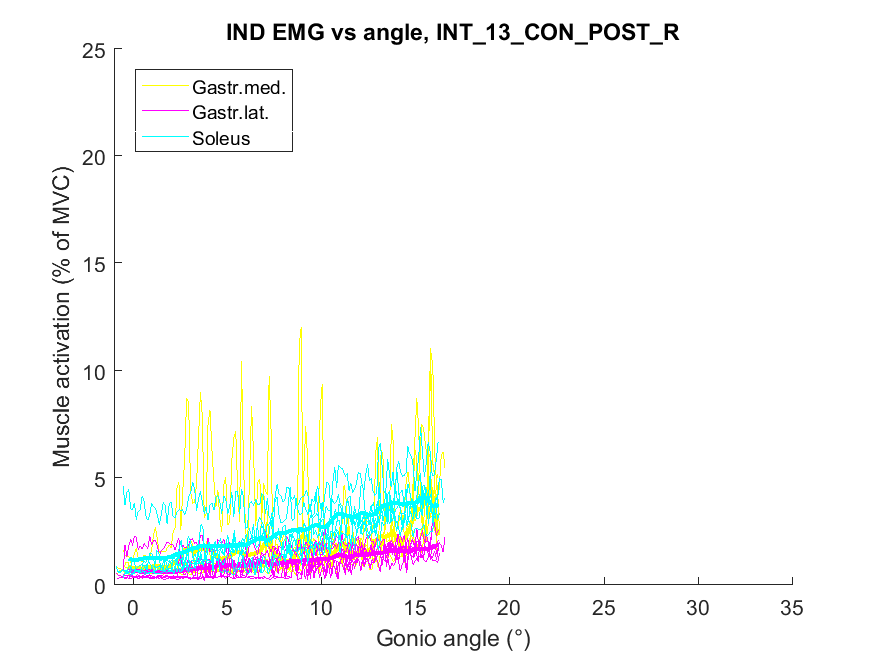 IND EMG vs angle, INT_13_CON_POST_R
Gastr.med.
Gastr.lat.
Soleus
Muscle activation (% of MVC)
25
20
15
10
5
0
0 5 10 15 20 25 30 35
Gonio angle (°)